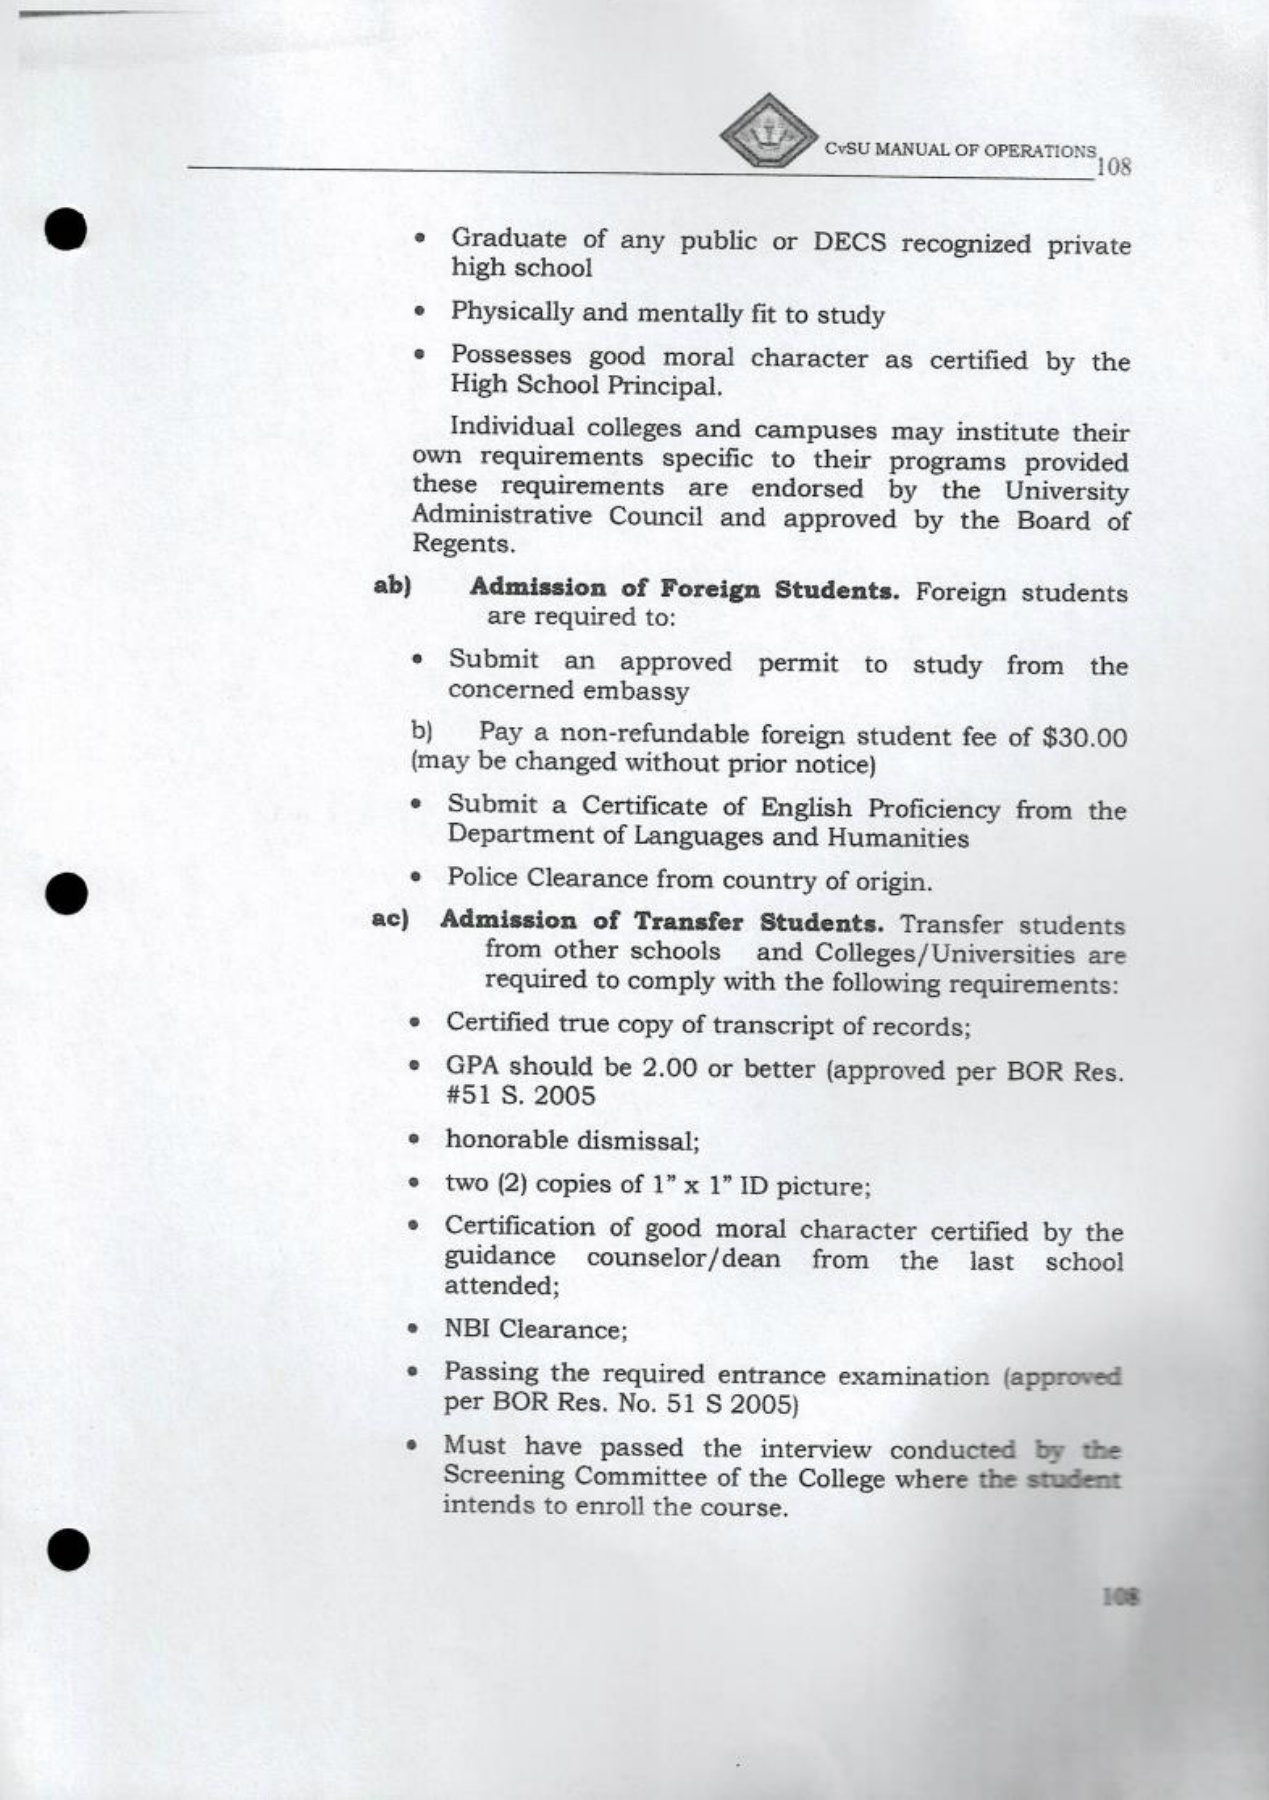 CvSU MANUAL OF OPERATIONS
108
• Graduate of any public or DECS recognized private
high school
• Physically and mentally fit to study
• Possesses good moral character as certified by the
High School Principal.
Individual colleges and campuses may institute their
own requirements specific to their programs provided
these requirements are endorsed by the University
Administrative Council and approved by the Board of
Regents.
ab) Admission of Foreign Students. Foreign students
are required to:
• Submit an approved permit to study from the
concerned embassy
b) Pay a non-refundable foreign student fee of $30.00
(may be changed without prior notice)
• Submit a Certificate of English Proficiency from the
Department of Languages and Humanities
• Police Clearance from country of origin.
ac) Admission of Transfer Students. Transfer students
from other schools and Colleges/Universities are
required to comply with the following requirements:
• Certified true copy of transcript of records;
• GPA should be 2.00 or better (approved per BOR Res.
#51 S. 2005
• honorable dismissal;
• two (2) copies of 1” x 1” ID picture;
• Certification of good moral character certified by the
guidance counselor/dean from the last school
attended;
• NBI Clearance;
• Passing the required entrance examination (approved
per BOR Res. No. 51 S 2005)
• Must have passed the interview conducted by the
Screening Committee of the College where the student
intends to enroll the course.
108